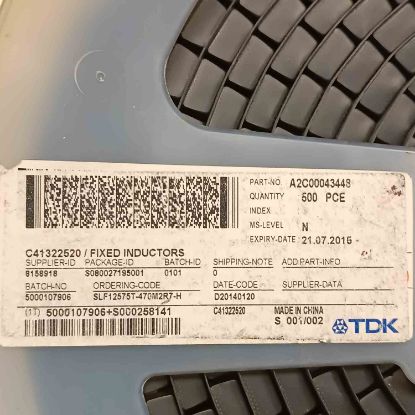 PART-NO. A2C00043448
QUANTITY 500 PCE
INDEX
MS-LEVEL N
EXPIRY-DATE 21.07.2016
C41322520 / FIXED INDUCTORS
SUPPLIER-ID PACKAGE-ID BATCH-ID SHIPPING-NOTE ADD.PART-INFO
8158918 S080027195001 0101 0
BATCH-NO ORDERING-CODE DATE-CODE SUPPLIER-DATA
5000107906 SLF12575T-470M2R7-H D20140120
(1T) 5000107906+S000258141 C41322520 MADE IN CHINA
S_001/002 TDK